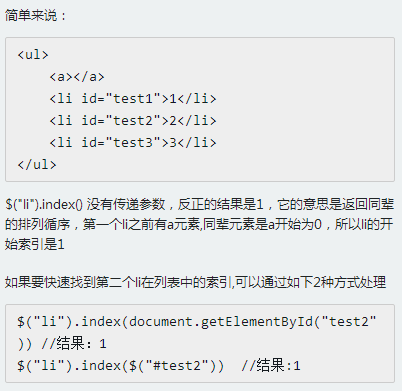 简单来说：
<ul>
    <a></a>
    <li id="test1">1</li>
    <li id="test2">2</li>
    <li id="test3">3</li>
</ul>
$("li").index() 没有传递参数，反正的结果是1，它的意思是返回同辈
的排列循序，第一个li之前有a元素,同辈元素是a开始为0，所以li的开
始索引是1
如果要快速找到第二个li在列表中的索引,可以通过如下2种方式处理
$("li").index(document.getElementById("test2"
)) //结果：1
$("li").index($("#test2"))  //结果:1